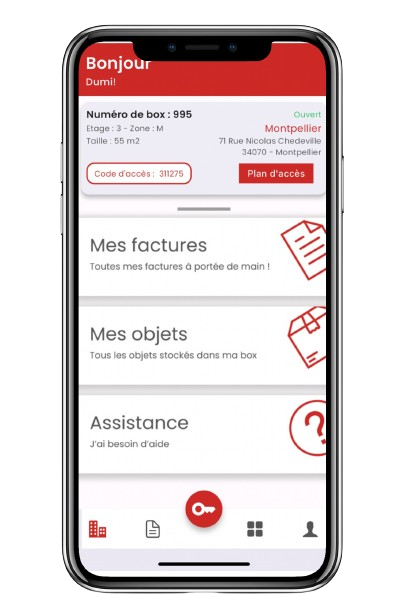 Bonjour
Dumi!
Numéro de box : 995
Ouvert
Etage : 3 - Zone : M
Montpellier
Taille : 55 m2
71 Rue Nicolas Chedeville
34070 - Montpellier
Code d'accès : 311275
Plan d'accès
Mes factures
Toutes mes factures à portée de main !
Mes objets
Tous les objets stockés dans ma box
Assistance
J'ai besoin d'aide